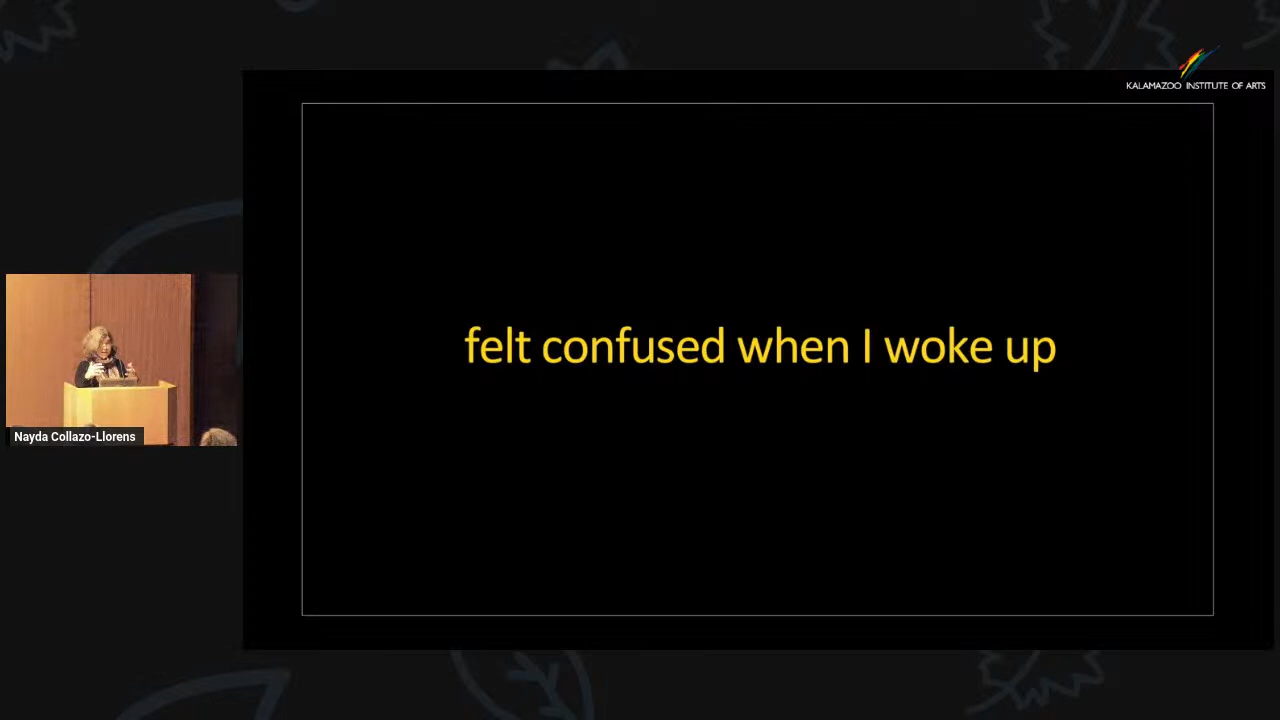 KALAMAZOO INSTITUTE OF ARTS
felt confused when I woke up
Nayda Collazo-Llorens